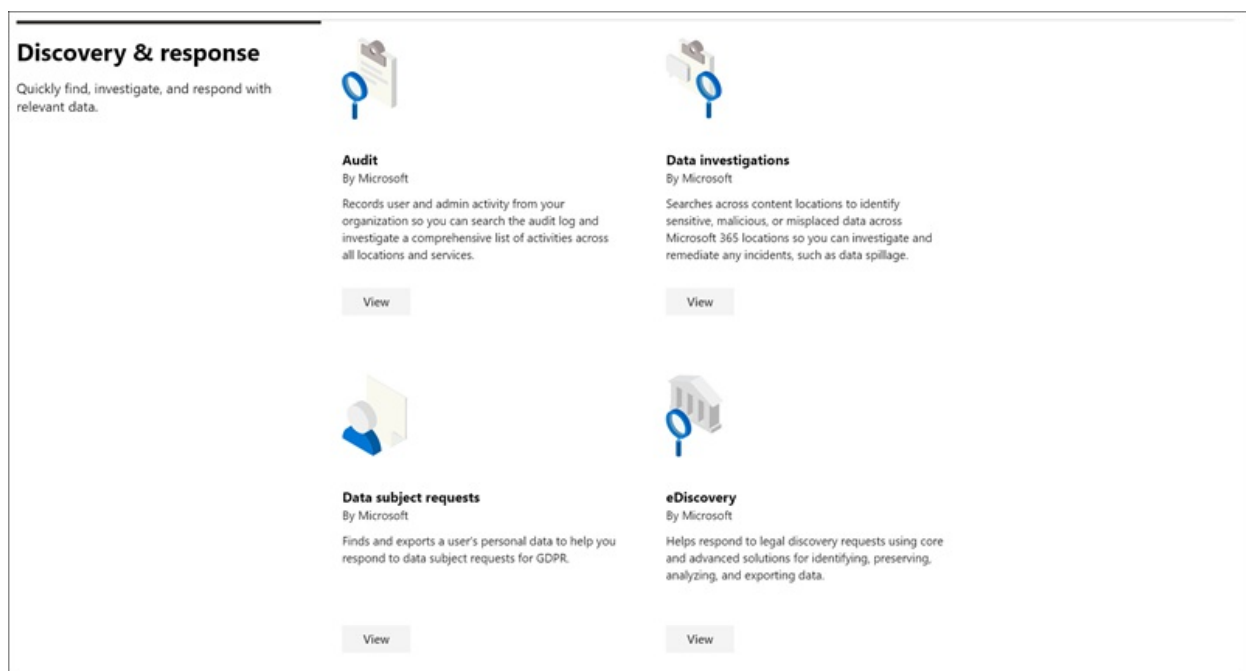 Discovery & response
Quickly find, investigate, and respond with
relevant data.
Audit
By Microsoft
Records user and admin activity from your
organization so you can search the audit log and
investigate a comprehensive list of activities across
all locations and services.
View
Data investigations
By Microsoft
Searches across content locations to identify
sensitive, malicious, or misplaced data across
Microsoft 365 locations so you can investigate and
remediate any incidents, such as data spillage.
View
Data subject requests
By Microsoft
Finds and exports a user's personal data to help you
respond to data subject requests for GDPR.
View
eDiscovery
By Microsoft
Helps respond to legal discovery requests using core
and advanced solutions for identifying, preserving,
analyzing, and exporting data.
View